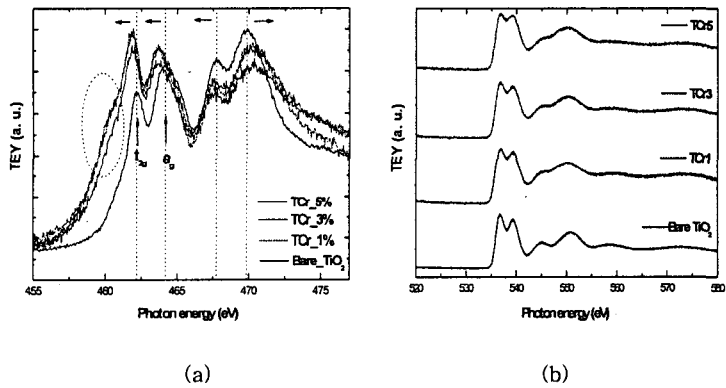 TEY (a. u.)
t2g
eg
TCr_5%
TCr_3%
TCr_1%
Bare_TiO2
455 460 465 470 475
Photon energy (eV)
(a)
TEY (a. u.)
TCr5
TCr3
TCr1
Bare TiO2
520 530 540 550 560 570 580
Photon energy (eV)
(b)